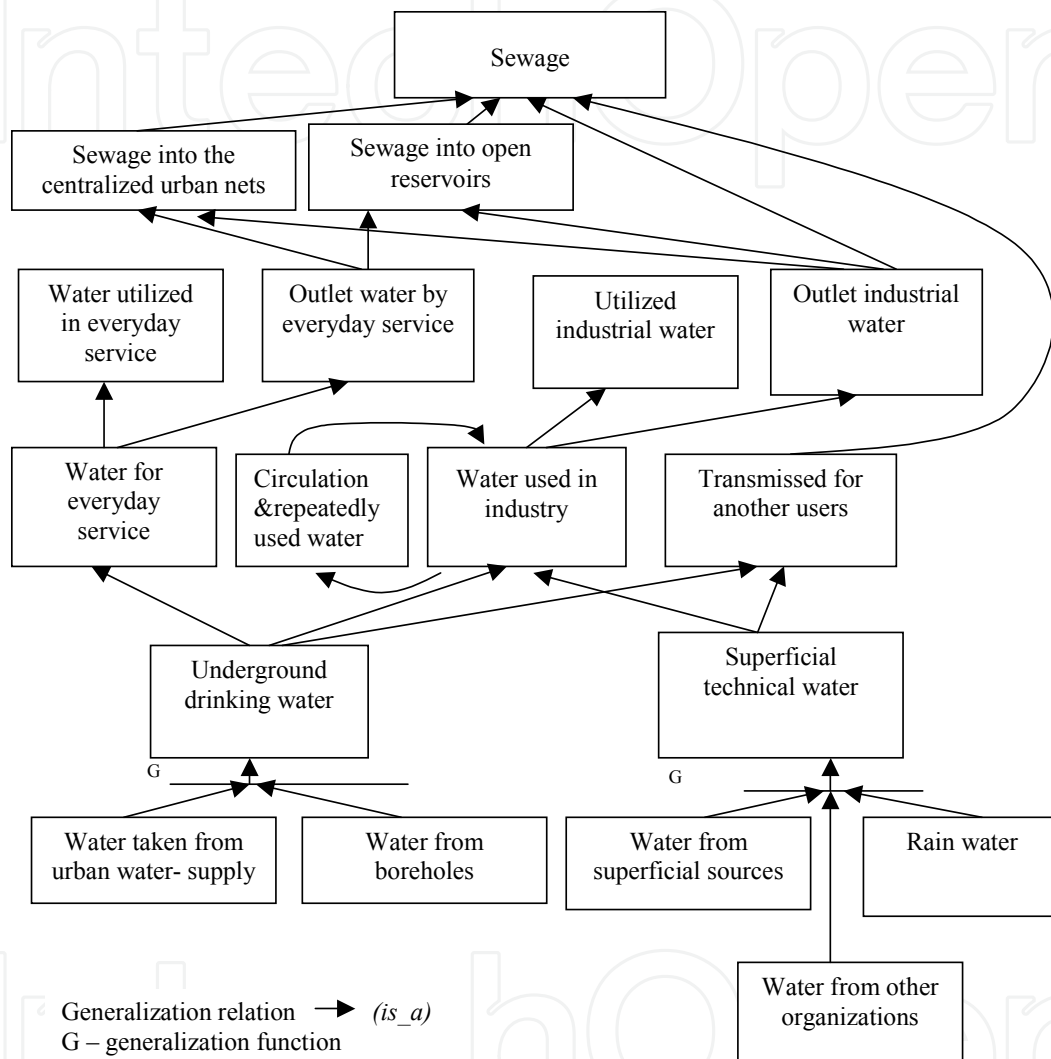 Sewage
Sewage into the
centralized urban nets
Sewage into open
reservoirs
Water utilized
in everyday
service
Outlet water by
everyday service
Utilized
industrial water
Outlet industrial
water
Water for
everyday
service
Circulation
&repeatedly
used water
Water used in
industry
Transmissed for
another users
Underground
drinking water
Superficial
technical water
G
G
Water taken from
urban water- supply
Water from
boreholes
Water from
superficial sources
Rain water
Water from other
organizations
Generalization relation (is_a)
G – generalization function